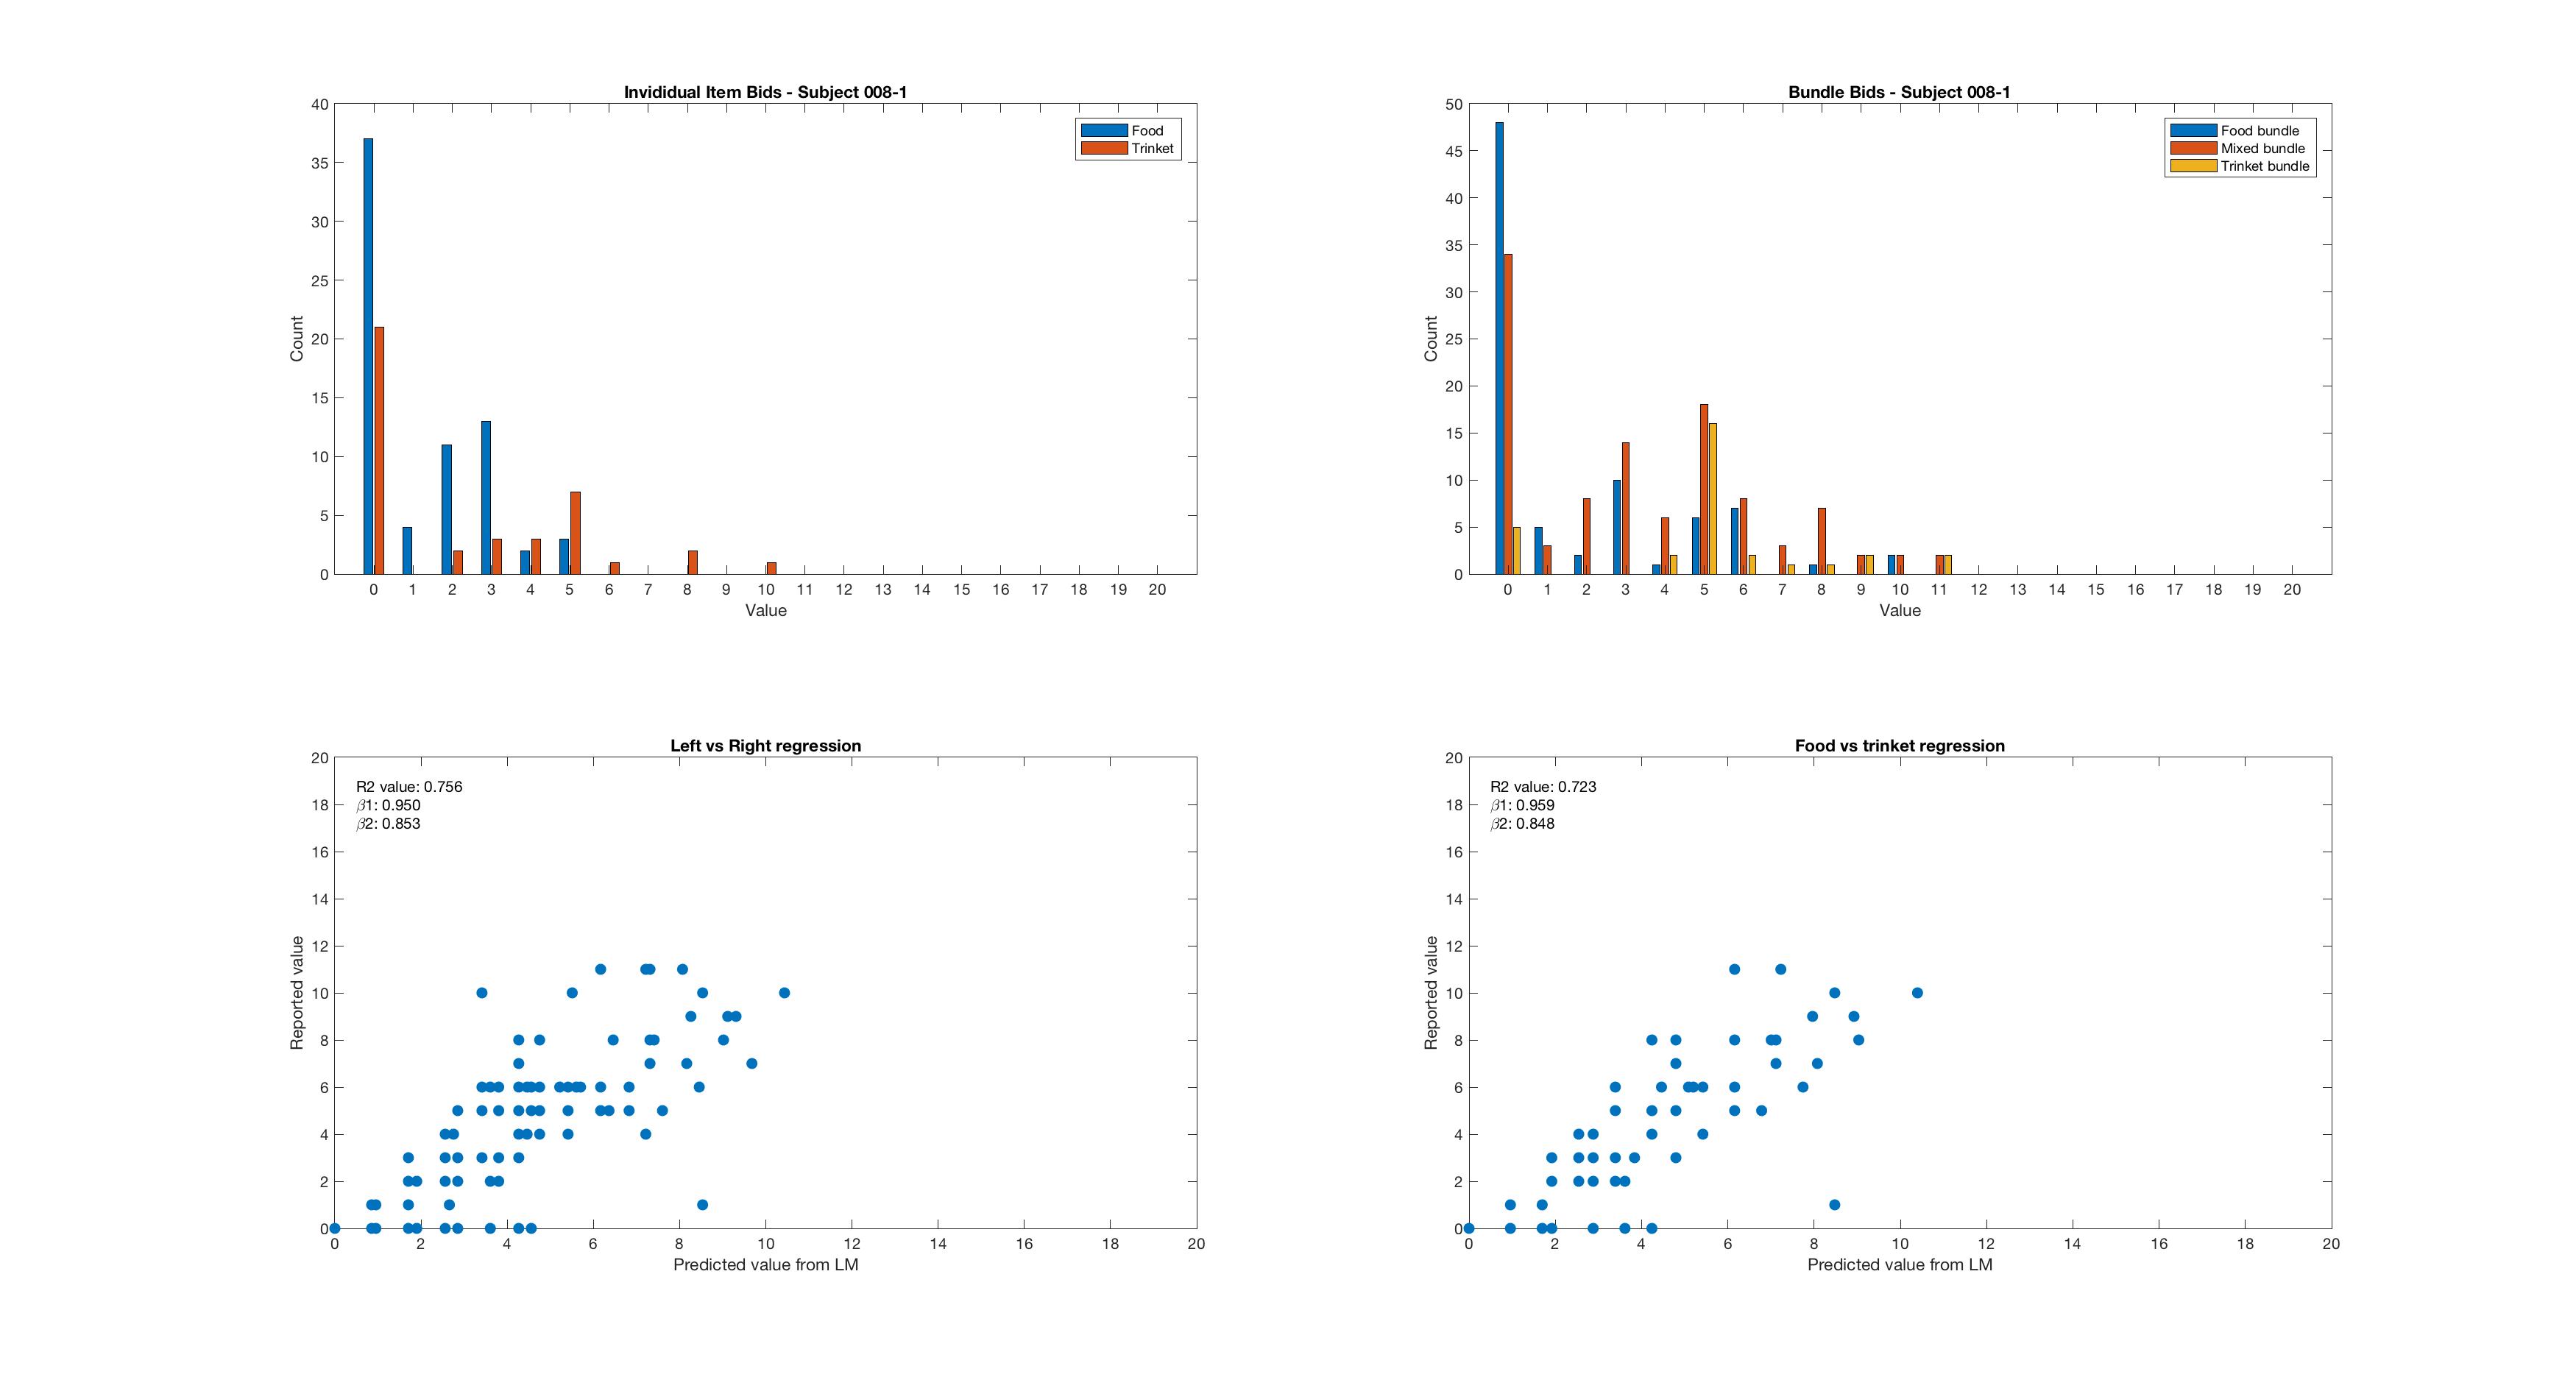 Invididual Item Bids - Subject 008-1
40
35
30
25
20
15
10
5
0
Count
Food
Trinket
0 1 2 3 4 5 6 7 8 9 10 11 12 13 14 15 16 17 18 19 20
Value
Bundle Bids - Subject 008-1
50
45
40
35
30
25
20
15
10
5
0
Count
Food bundle
Mixed bundle
Trinket bundle
0 1 2 3 4 5 6 7 8 9 10 11 12 13 14 15 16 17 18 19 20
Value
Left vs Right regression
20
18
16
14
12
10
8
6
4
2
0
Reported value
R2 value: 0.756
β1: 0.950
β2: 0.853
0 2 4 6 8 10 12 14 16 18 20
Predicted value from LM
Food vs trinket regression
20
18
16
14
12
10
8
6
4
2
0
Reported value
R2 value: 0.723
β1: 0.959
β2: 0.848
0 2 4 6 8 10 12 14 16 18 20
Predicted value from LM